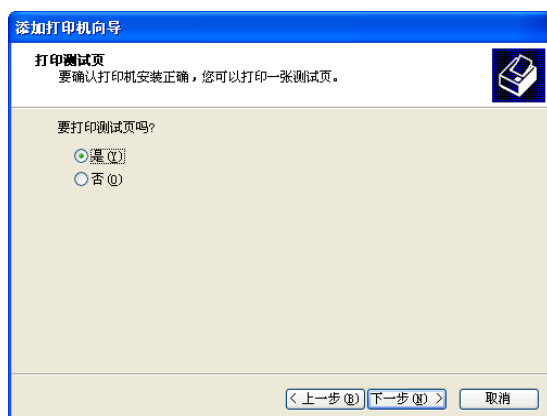 添加打印机向导
打印测试页
要确认打印机安装正确，您可以打印一张测试页。
要打印测试页吗?
是(Y)
否(O)
< 上一步(B) 下一步(N) > 取消